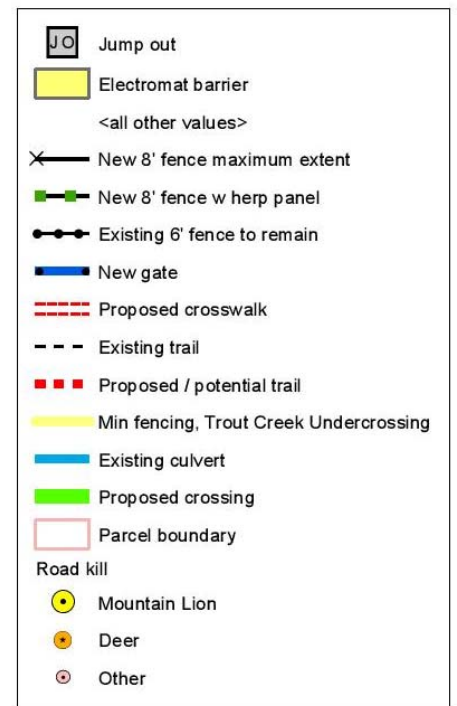 JO Jump out
Electromat barrier
<all other values>
New 8' fence maximum extent
New 8' fence w herp panel
Existing 6' fence to remain
New gate
Proposed crosswalk
Existing trail
Proposed / potential trail
Min fencing, Trout Creek Undercrossing
Existing culvert
Proposed crossing
Parcel boundary
Road kill
Mountain Lion
Deer
Other